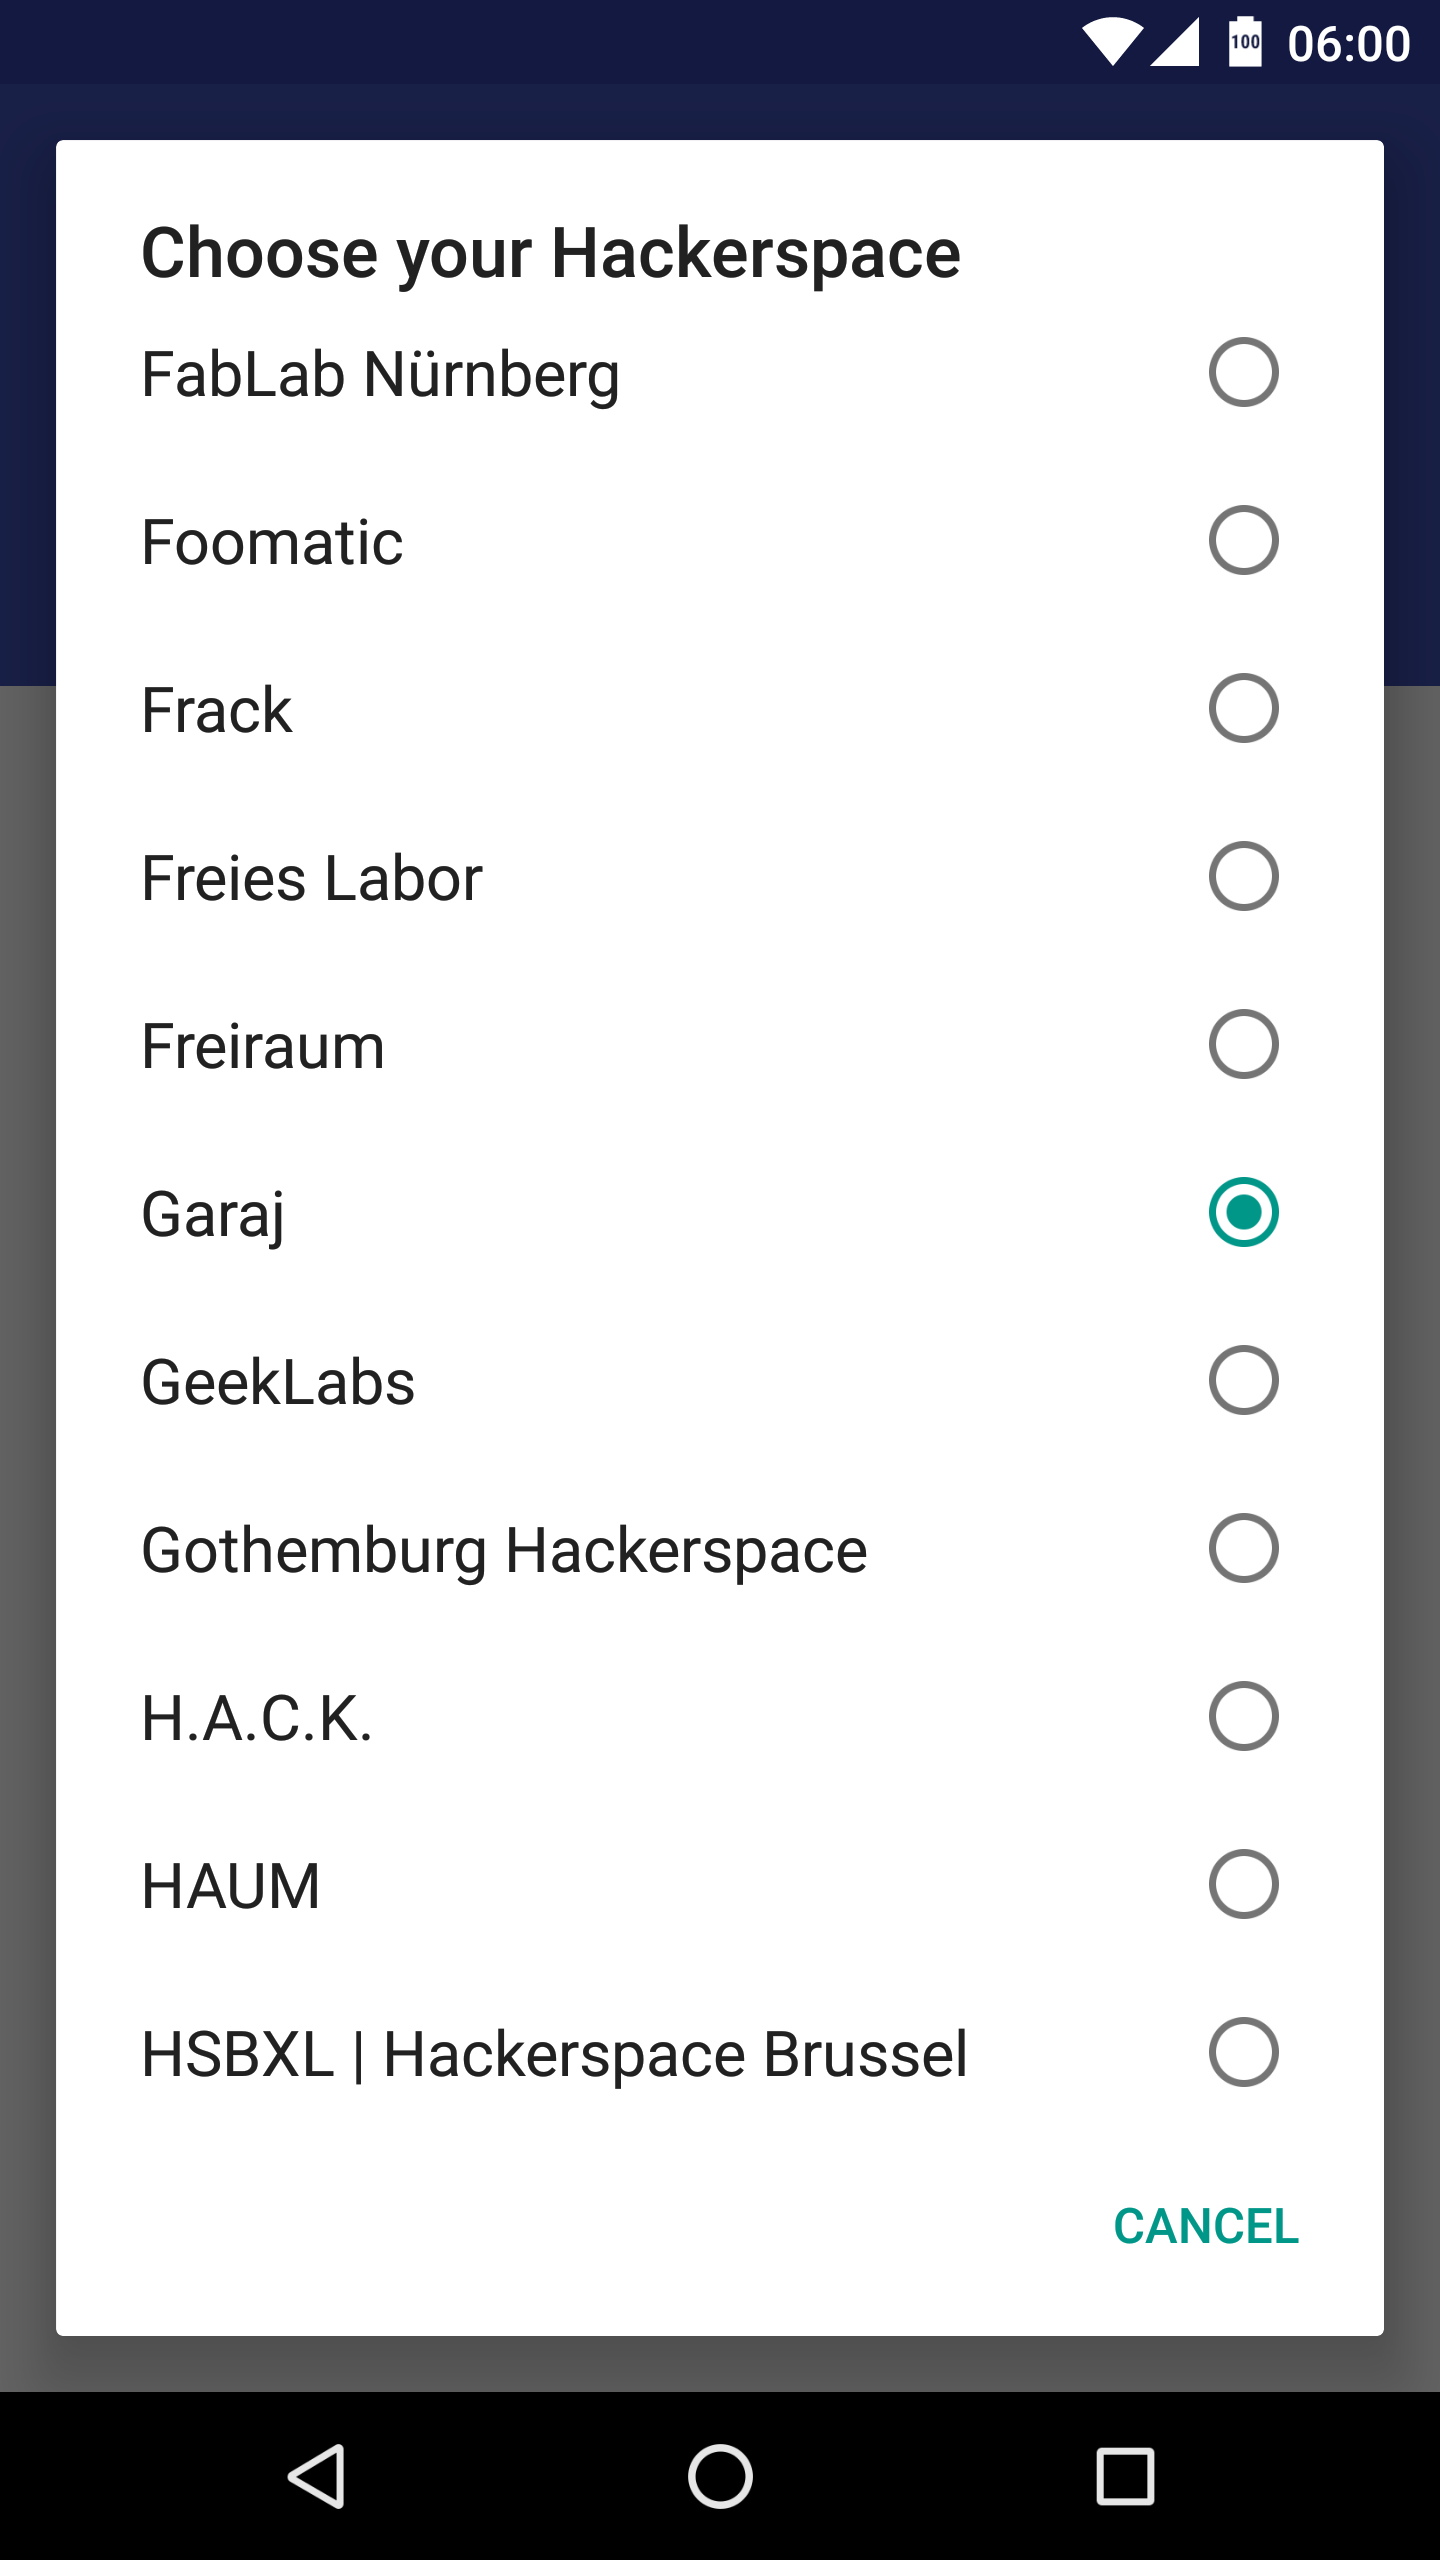 100 06:00
Choose your Hackerspace
FabLab Nürnberg
Foomatic
Frack
Freies Labor
Freiraum
Garaj
GeekLabs
Gothemburg Hackerspace
H.A.C.K.
HAUM
HSBXL | Hackerspace Brussel
CANCEL